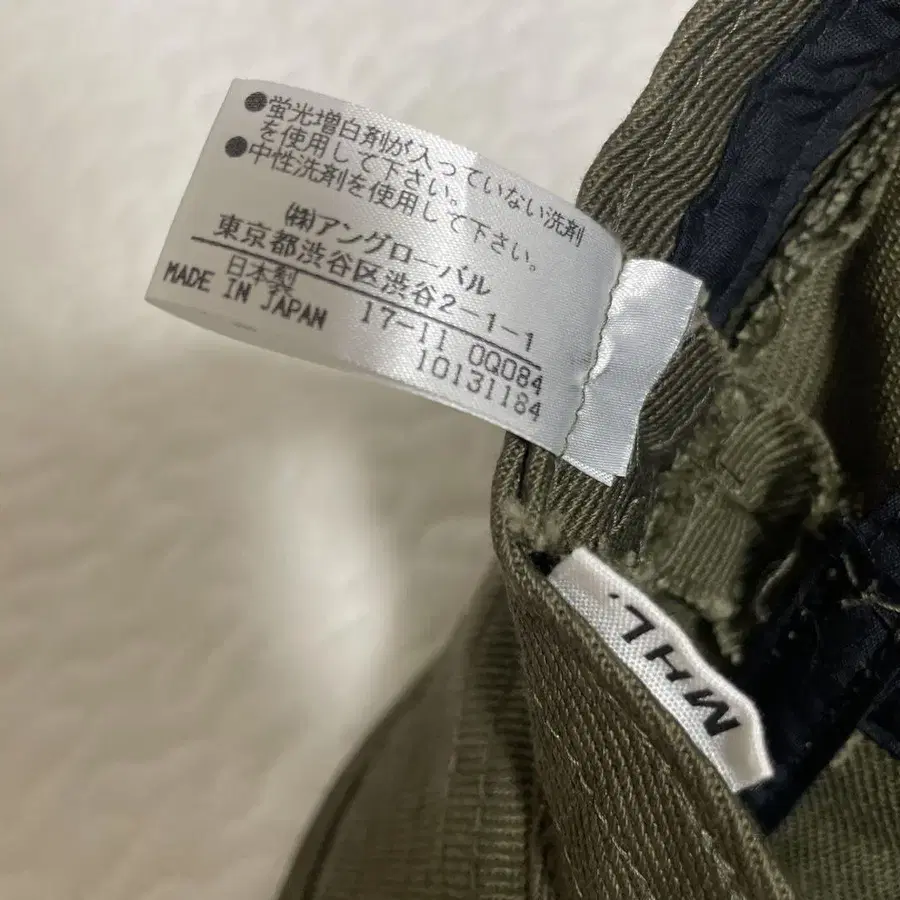 ●蛍光増白剤が入っていない洗剤
を使用して下さい。
●中性洗剤を使用して下さい。
㈱アングローバル
東京都渋谷区渋谷2-1-1
日本製
MADE IN JAPAN
17-11 0Q084
10131184
MHL.